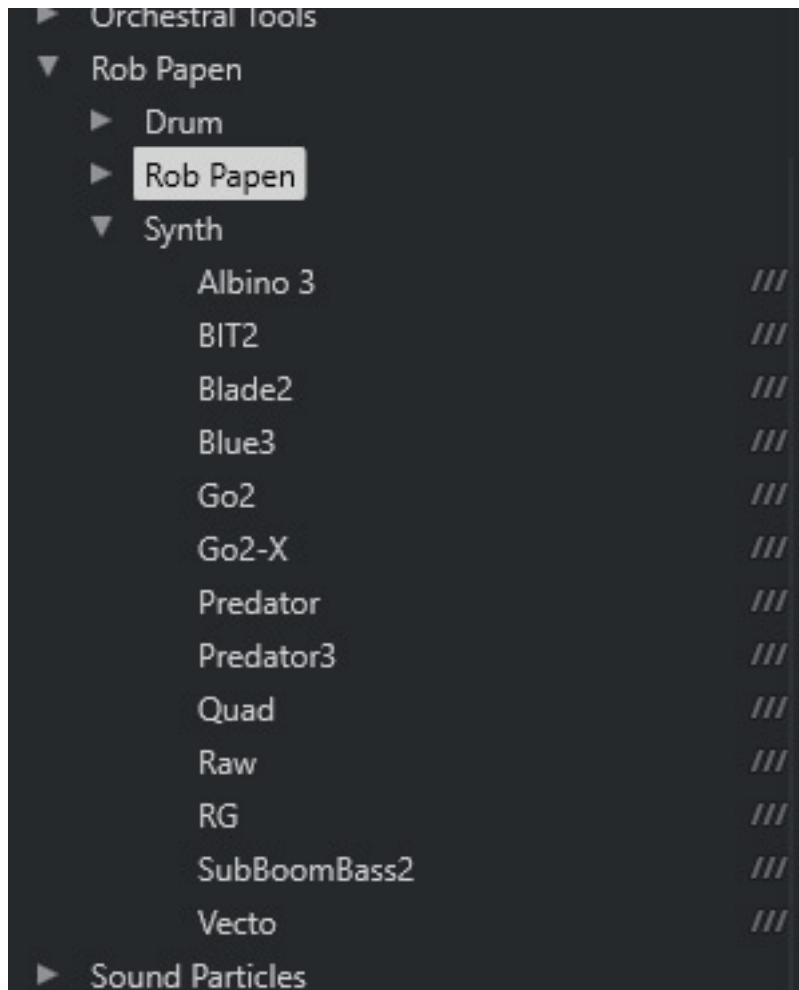 Orchestral Tools
Rob Papen
Drum
Rob Papen
Synth
Albino 3
BIT2
Blade2
Blue3
Go2
Go2-X
Predator
Predator3
Quad
Raw
RG
SubBoomBass2
Vecto
Sound Particles